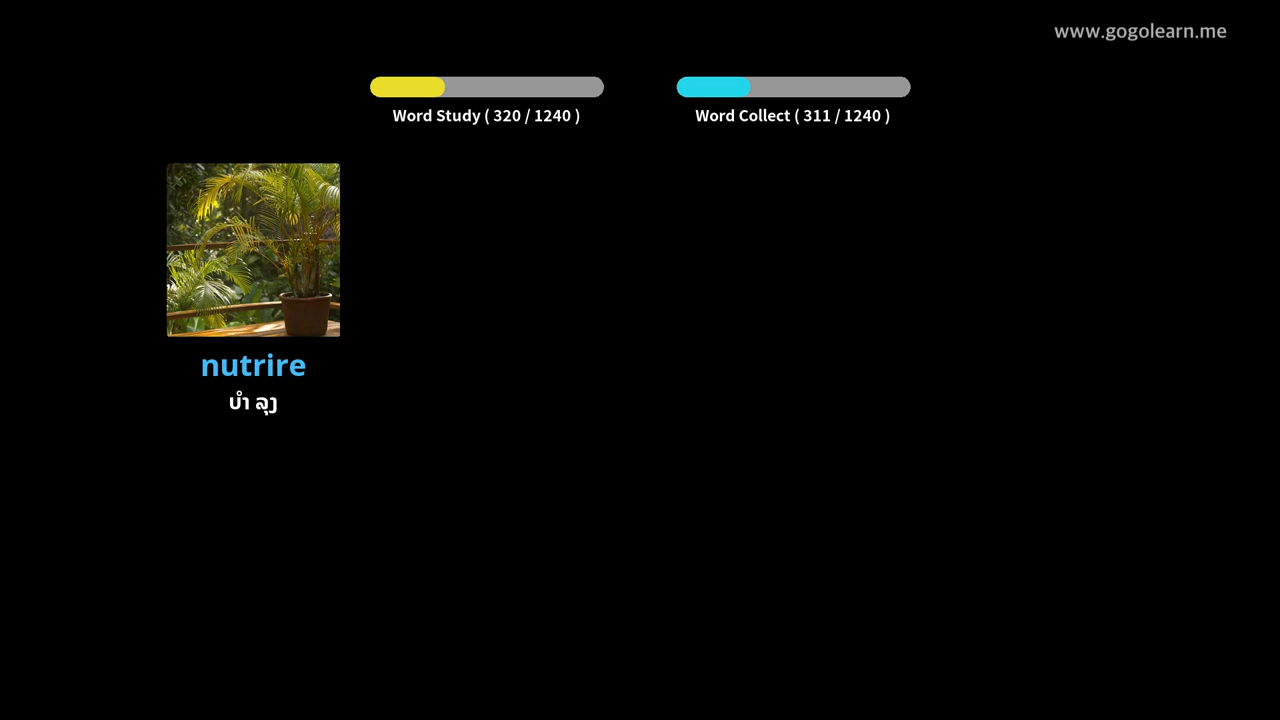 www.gogolearn.me
Word Study ( 320 / 1240 )
Word Collect ( 311 / 1240 )
nutrire
ບໍາ ລຸງ